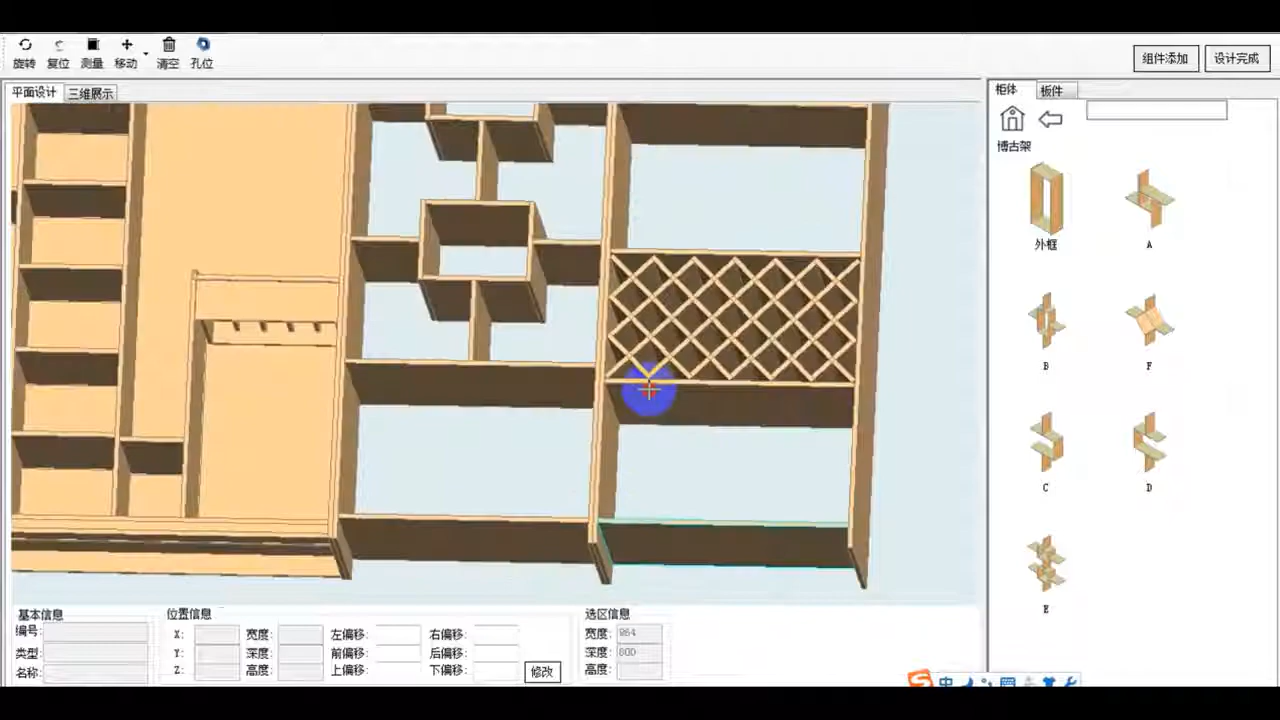 旋转 复位 测量 移动 清空 孔位
组件添加 设计完成
平面设计 三维展示
柜体 板件
博古架
外框 A
B F
C D
E
基本信息
编号:
类型:
名称:
位置信息
X: 宽度: 左偏移: 右偏移:
Y: 深度: 前偏移: 后偏移:
Z: 高度: 上偏移: 下偏移:
修改
选区信息
宽度: 864
深度: 800
高度:
中